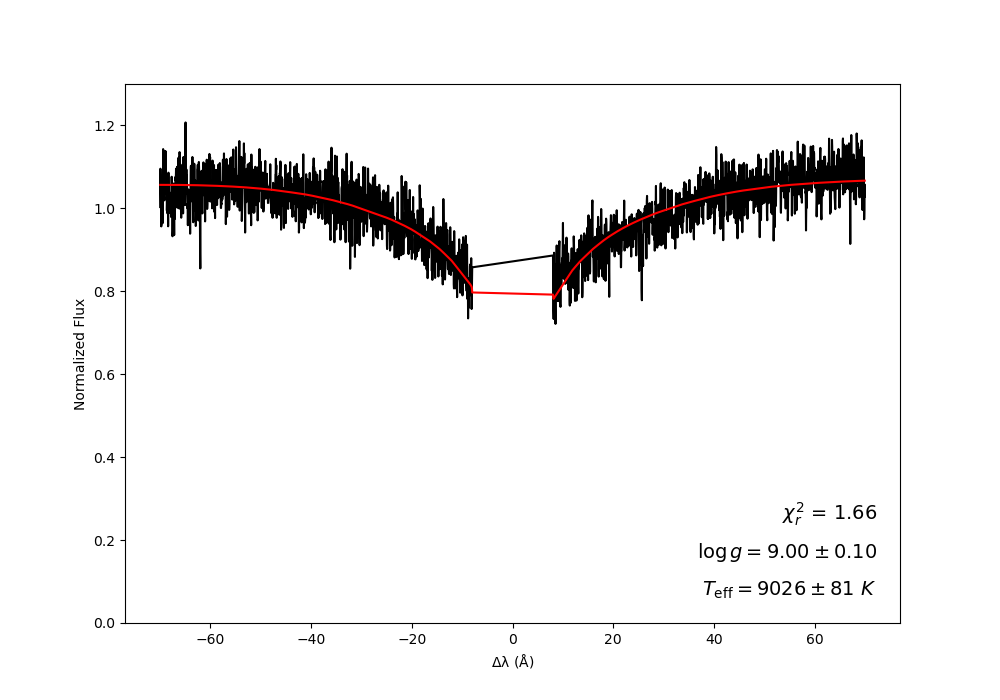 1.2
1.0
0.8
0.6
0.4
0.2
0.0
Normalized Flux
χ²ᵣ = 1.66
log g = 9.00 ± 0.10
T_eff = 9026 ± 81 K
−60 −40 −20 0 20 40 60
Δλ (Å)